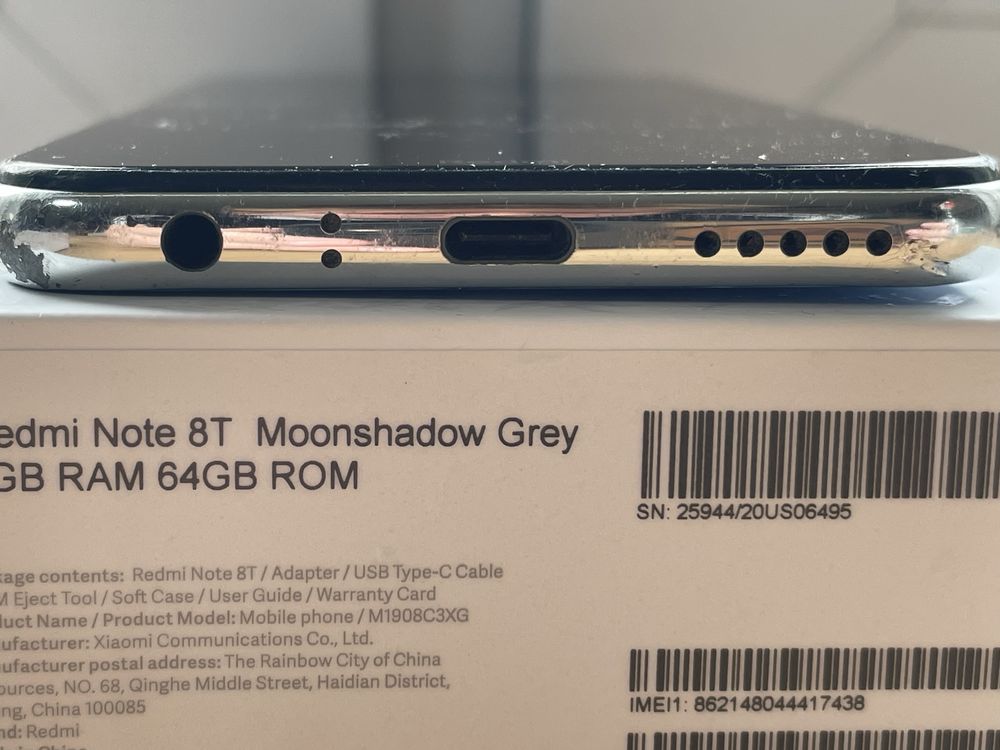 edmi Note 8T Moonshadow Grey
GB RAM 64GB ROM
SN: 25944/20US06495
kage contents: Redmi Note 8T / Adapter / USB Type-C Cable
M Eject Tool / Soft Case / User Guide / Warranty Card
duct Name / Product Model: Mobile phone / M1908C3XG
nufacturer: Xiaomi Communications Co., Ltd.
nufacturer postal address: The Rainbow City of China
sources, NO. 68, Qinghe Middle Street, Haidian District,
ing, China 100085
nd: Redmi
IMEI1: 862148044417438